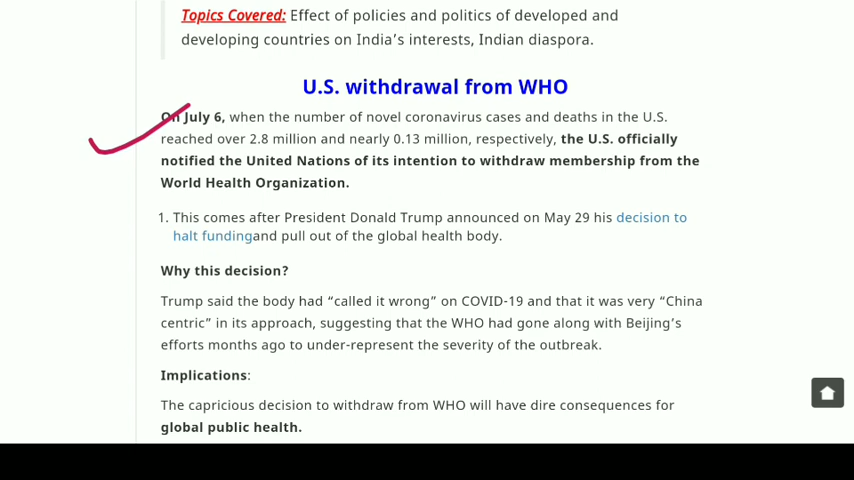 Topics Covered: Effect of policies and politics of developed and
developing countries on India's interests, Indian diaspora.
U.S. withdrawal from WHO
On July 6, when the number of novel coronavirus cases and deaths in the U.S.
reached over 2.8 million and nearly 0.13 million, respectively, the U.S. officially
notified the United Nations of its intention to withdraw membership from the
World Health Organization.
1. This comes after President Donald Trump announced on May 29 his decision to
halt fundingand pull out of the global health body.
Why this decision?
Trump said the body had “called it wrong” on COVID-19 and that it was very “China
centric” in its approach, suggesting that the WHO had gone along with Beijing's
efforts months ago to under-represent the severity of the outbreak.
Implications:
The capricious decision to withdraw from WHO will have dire consequences for
global public health.